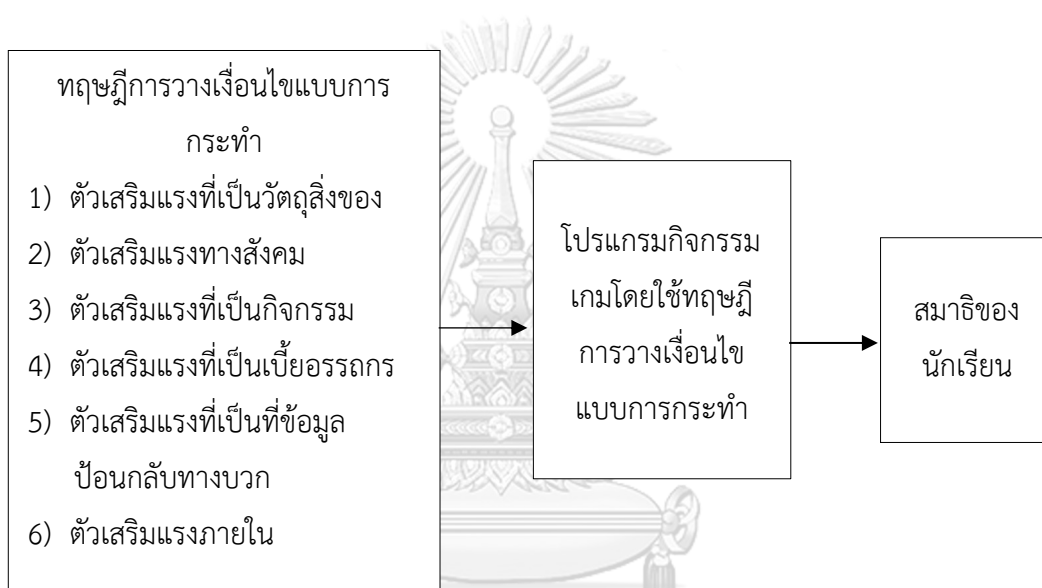 ทฤษฎีการวางเงื่อนไขแบบการ
กระทำ
1) ตัวเสริมแรงที่เป็นวัตถุสิ่งของ
2) ตัวเสริมแรงทางสังคม
3) ตัวเสริมแรงที่เป็นกิจกรรม
4) ตัวเสริมแรงที่เป็นเบี้ยอรรถกร
5) ตัวเสริมแรงที่เป็นที่ข้อมูล
ป้อนกลับทางบวก
6) ตัวเสริมแรงภายใน
โปรแกรมกิจกรรม
เกมโดยใช้ทฤษฎี
การวางเงื่อนไข
แบบการกระทำ
สมาธิของ
นักเรียน